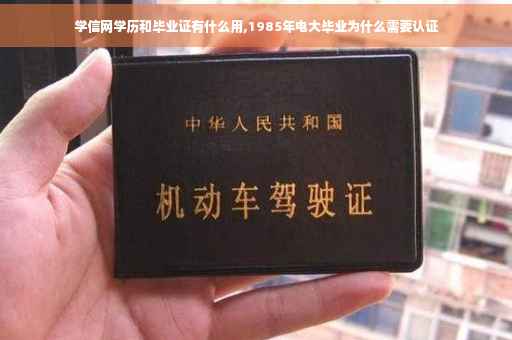 学信网学历和毕业证有什么用,1985年电大毕业为什么需要认证
中华人民共和国
机动车驾驶证